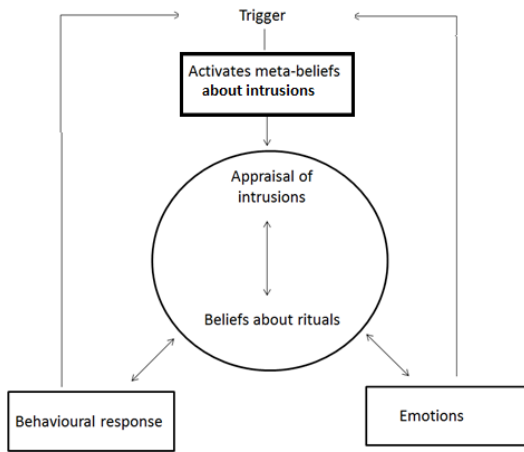 Trigger
Activates meta-beliefs
about intrusions
Appraisal of
intrusions
Beliefs about rituals
Behavioural response
Emotions